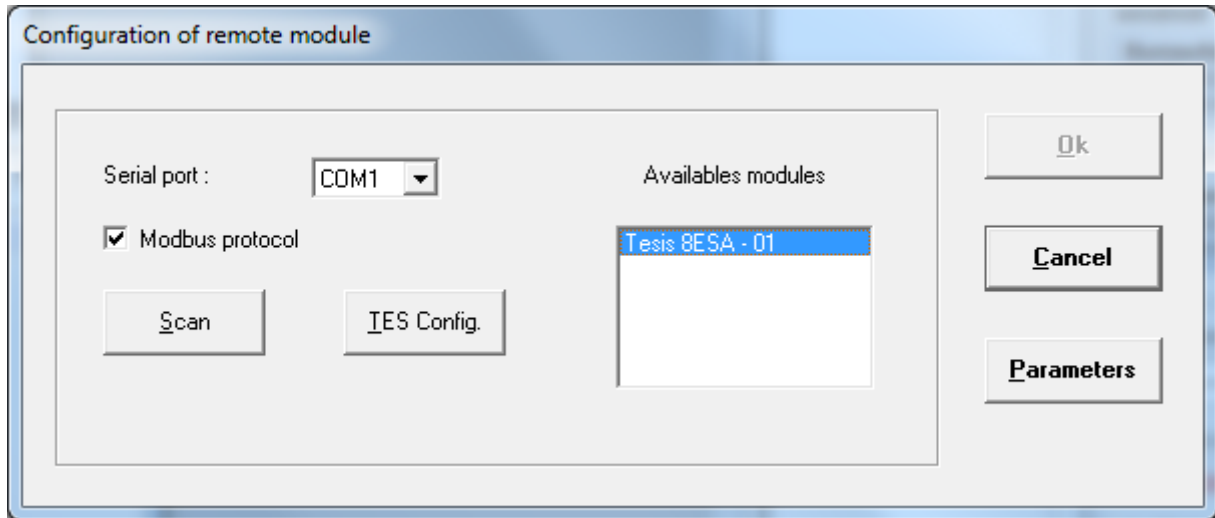 Configuration of remote module
Serial port :
COM1
Availables modules
Ok
Modbus protocol
Tesis 8ESA - 01
Cancel
Scan
TES Config.
Parameters